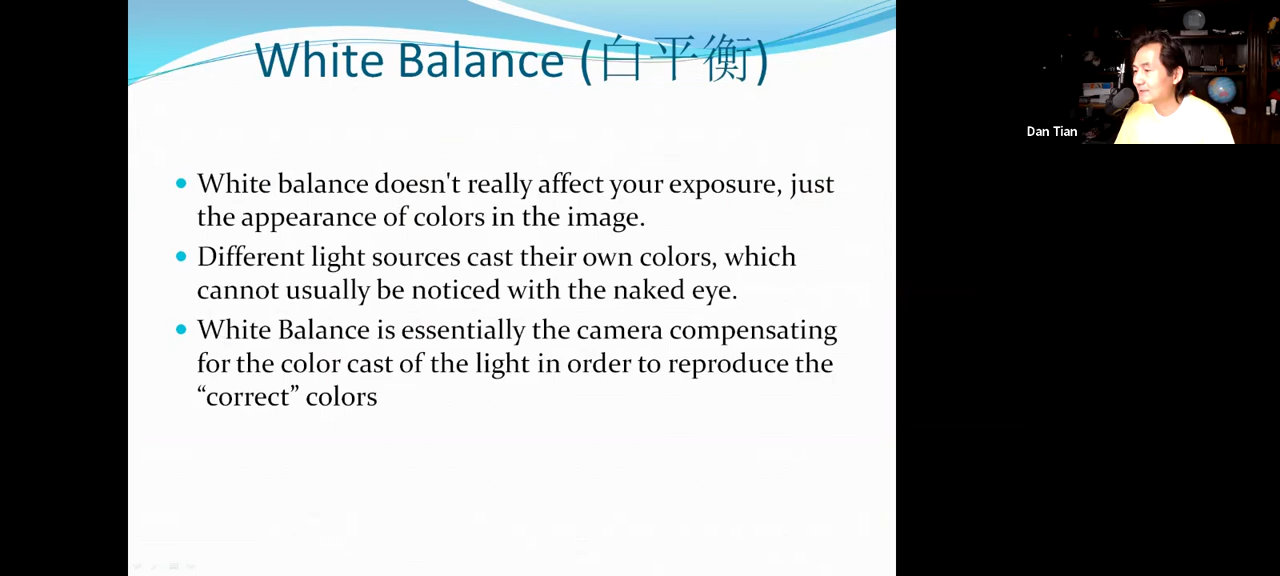 White Balance (白平衡)
White balance doesn't really affect your exposure, just
the appearance of colors in the image.
Different light sources cast their own colors, which
cannot usually be noticed with the naked eye.
White Balance is essentially the camera compensating
for the color cast of the light in order to reproduce the
“correct” colors
Dan Tian